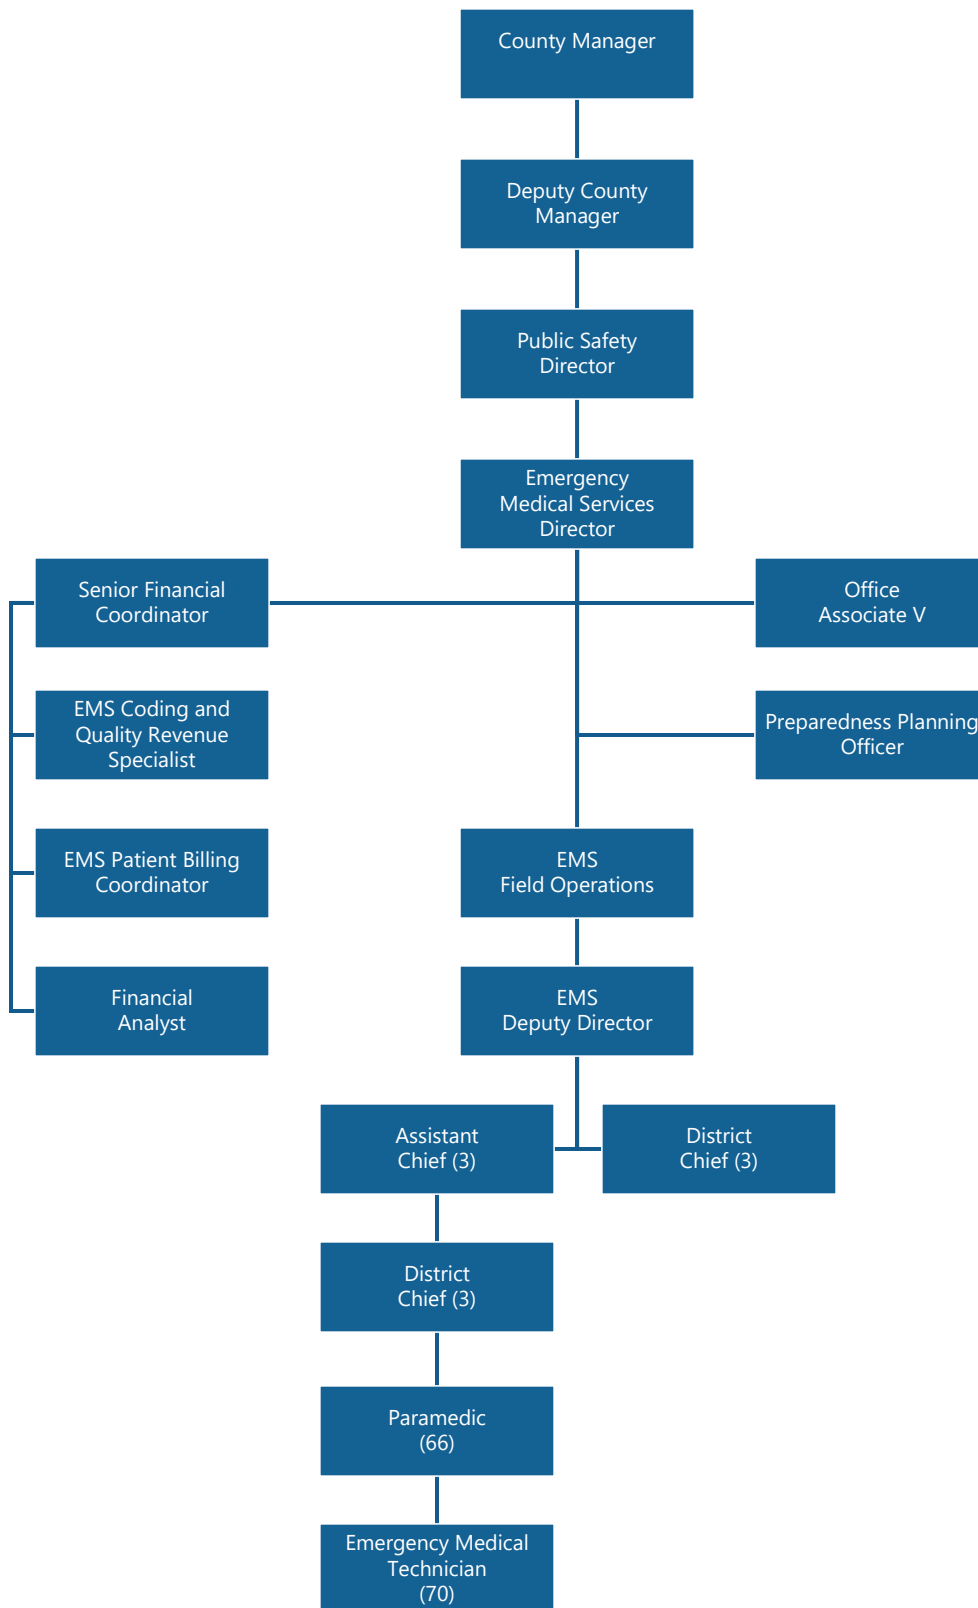 County Manager
Deputy County
Manager
Public Safety
Director
Emergency
Medical Services
Director
Senior Financial
Coordinator
Office
Associate V
EMS Coding and
Quality Revenue
Specialist
Preparedness Planning
Officer
EMS Patient Billing
Coordinator
EMS
Field Operations
Financial
Analyst
EMS
Deputy Director
Assistant
Chief (3)
District
Chief (3)
District
Chief (3)
Paramedic
(66)
Emergency Medical
Technician
(70)